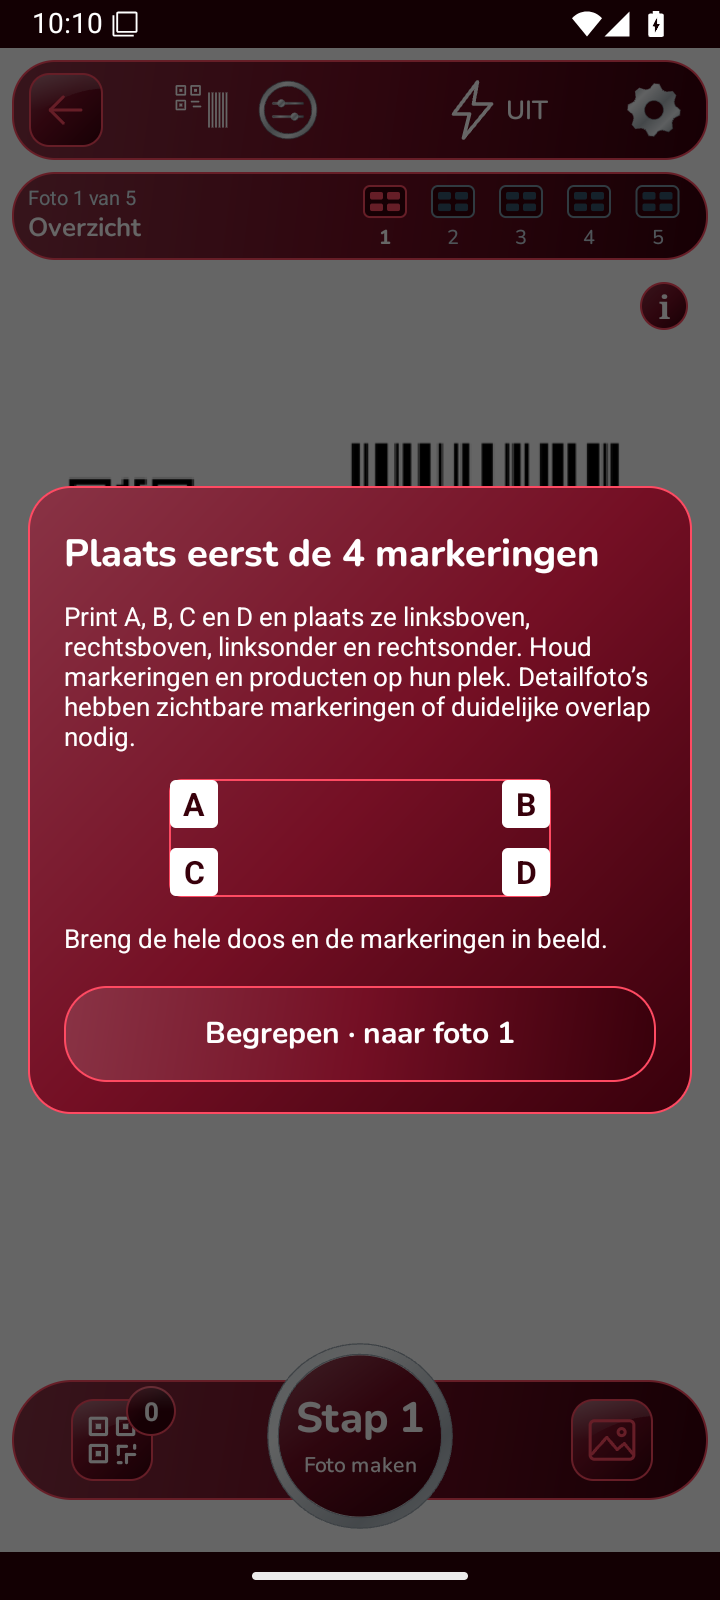 10:10
UIT
Foto 1 van 5
Overzicht
1 2 3 4 5
i
Plaats eerst de 4 markeringen
Print A, B, C en D en plaats ze linksboven,
rechtsboven, linksonder en rechtsonder. Houd
markeringen en producten op hun plek. Detailfoto’s
hebben zichtbare markeringen of duidelijke overlap
nodig.
A B
C D
Breng de hele doos en de markeringen in beeld.
Begrepen · naar foto 1
0
Stap 1
Foto maken